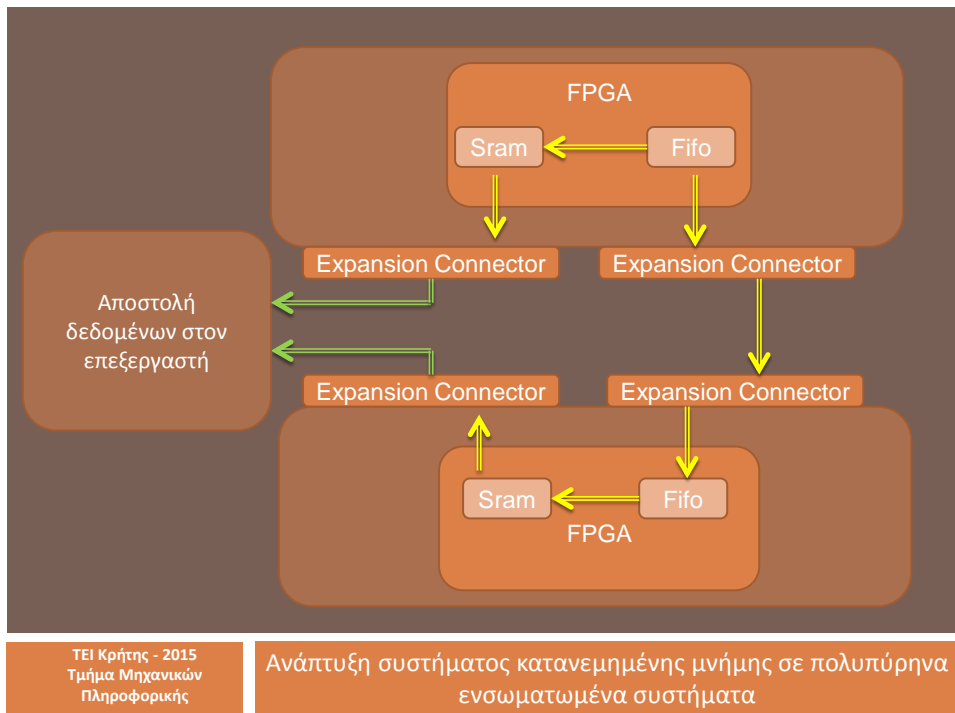 FPGA
Sram
Fifo
Expansion Connector
Expansion Connector
Αποστολή
δεδομένων στον
επεξεργαστή
Expansion Connector
Expansion Connector
Sram
Fifo
FPGA
ΤΕΙ Κρήτης - 2015
Τμήμα Μηχανικών
Πληροφορικής
Ανάπτυξη συστήματος κατανεμημένης μνήμης σε πολυπύρηνα
ενσωματωμένα συστήματα